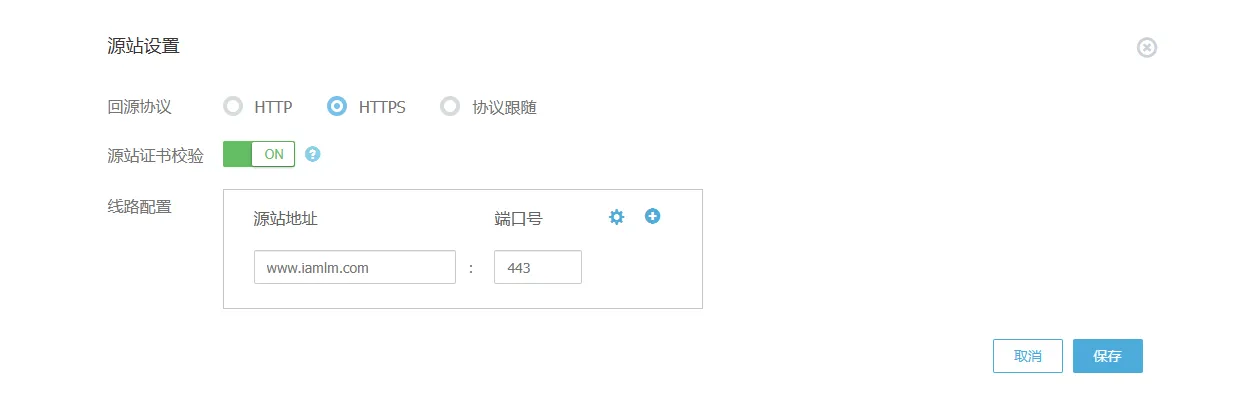 源站设置
回源协议 HTTP HTTPS 协议跟随
源站证书校验 ON ?
线路配置
源站地址 端口号
www.iamlm.com : 443
取消 保存